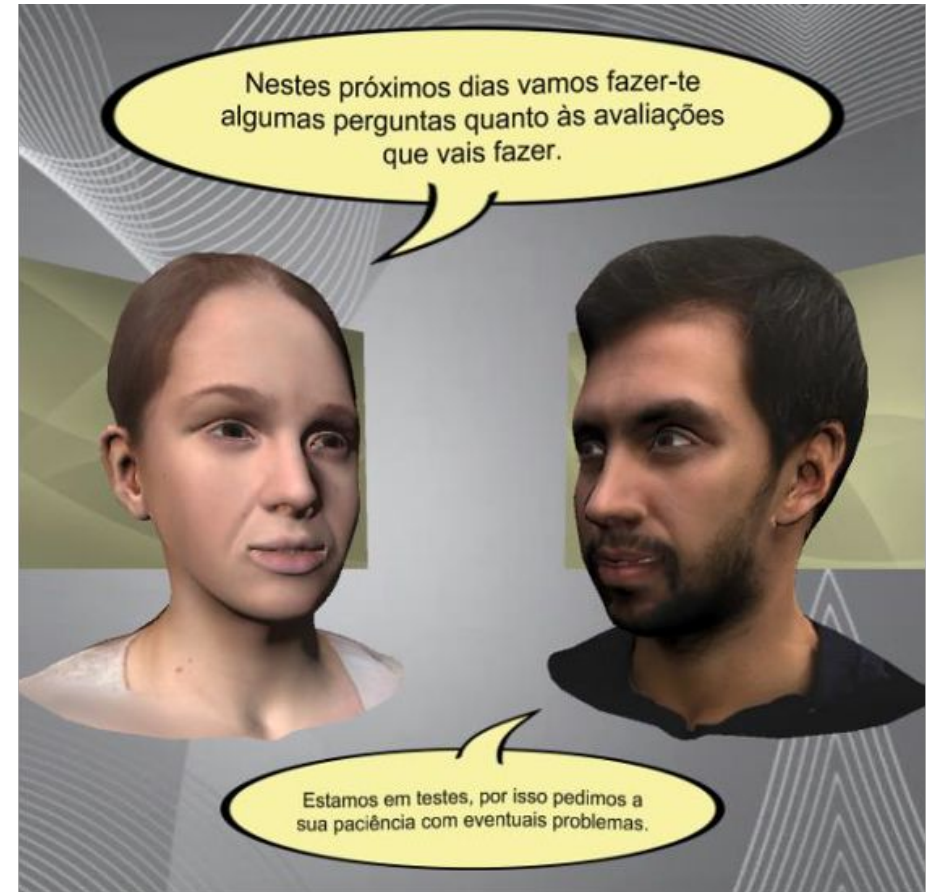 Nestes próximos dias vamos fazer-te
algumas perguntas quanto às avaliações
que vais fazer.
Estamos em testes, por isso pedimos a
sua paciência com eventuais problemas.